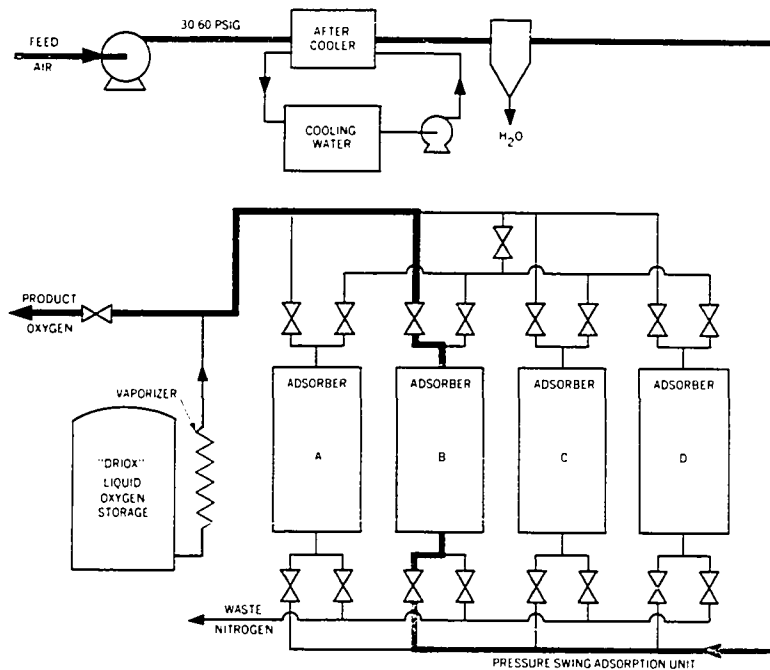 FEED
AIR
30 60 PSIG
AFTER
COOLER
COOLING
WATER
H2O
PRODUCT
OXYGEN
VAPORIZER
"DRIOX"
LIQUID
OXYGEN
STORAGE
ADSORBER
A
ADSORBER
B
ADSORBER
C
ADSORBER
D
WASTE
NITROGEN
PRESSURE SWING ADSORPTION UNIT